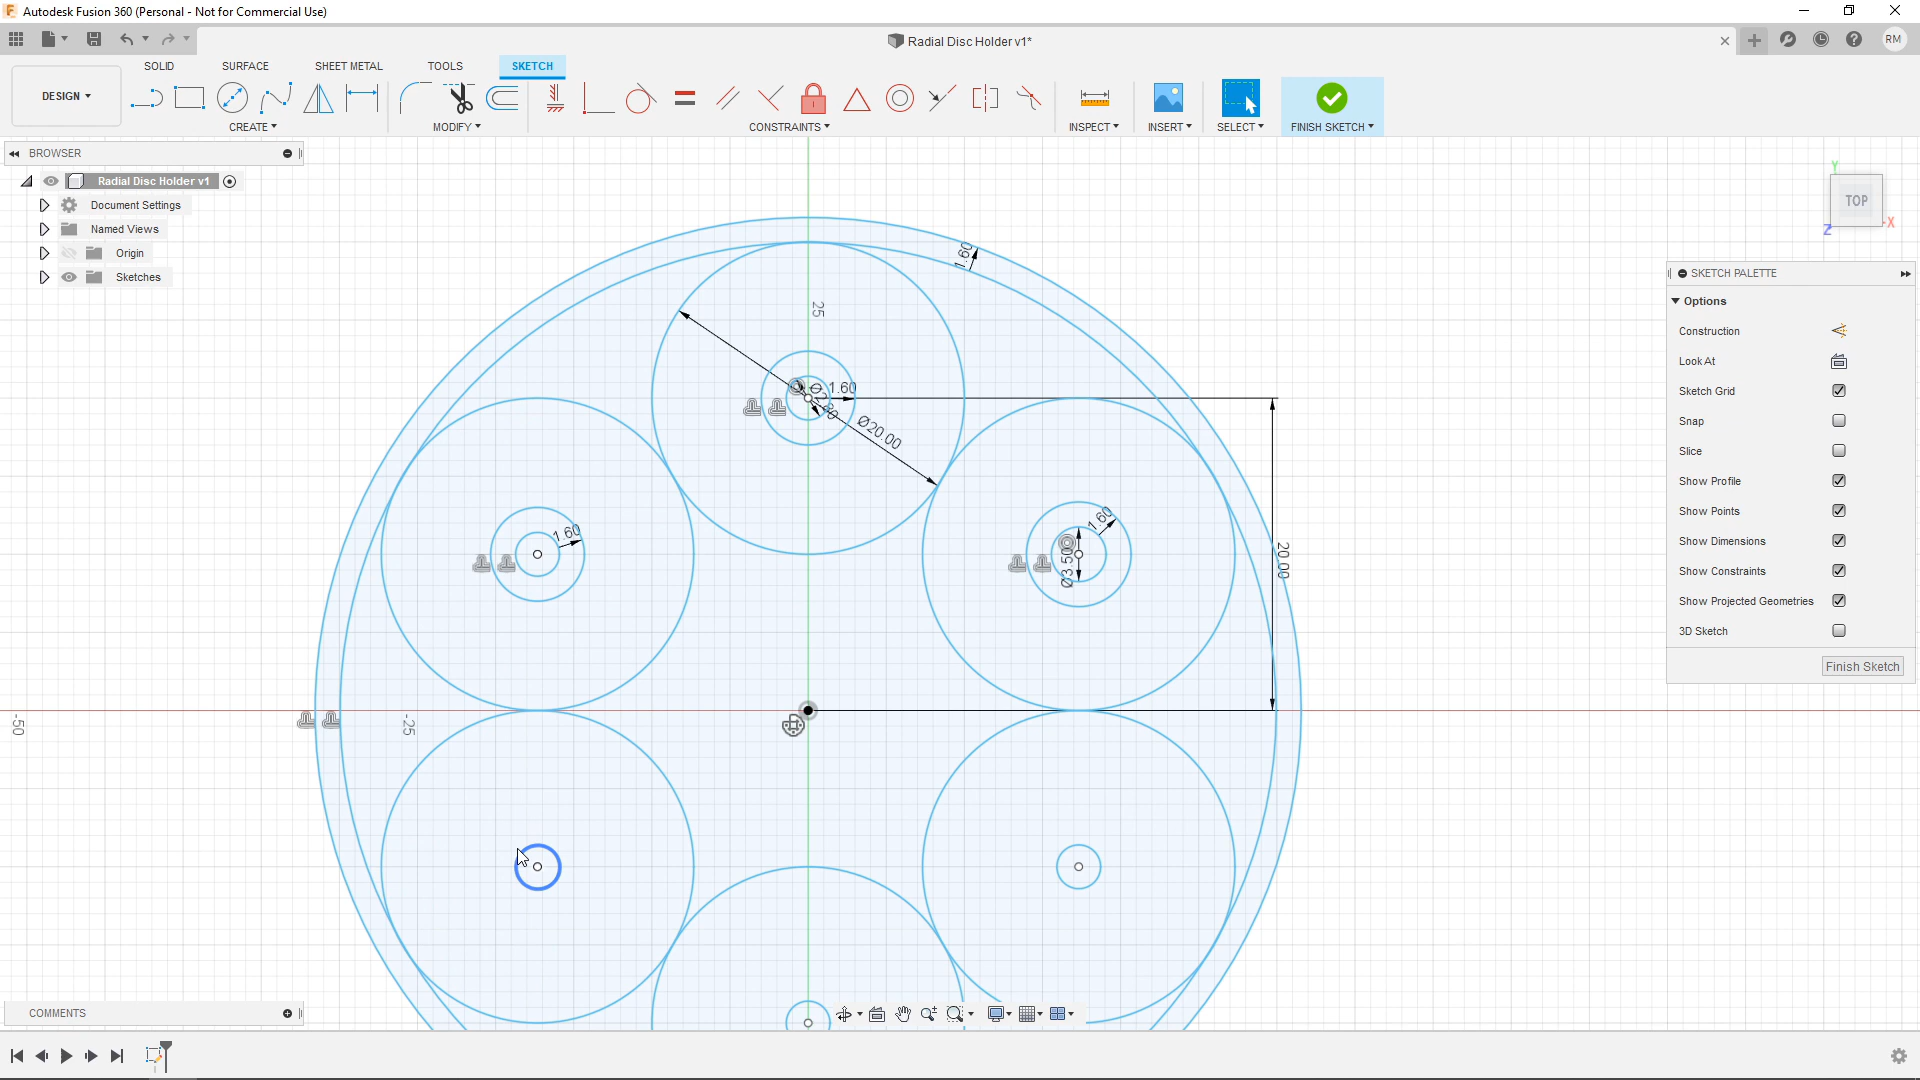 Autodesk Fusion 360 (Personal - Not for Commercial Use)
Radial Disc Holder v1*
RM
SOLID
SURFACE
SHEET METAL
TOOLS
SKETCH
DESIGN
CREATE
MODIFY
CONSTRAINTS
INSPECT
INSERT
SELECT
FINISH SKETCH
BROWSER
Radial Disc Holder v1
Document Settings
Named Views
Origin
Sketches
Y
TOP
X
Z
SKETCH PALETTE
Options
Construction
Look At
Sketch Grid
Snap
Slice
Show Profile
Show Points
Show Dimensions
Show Constraints
Show Projected Geometries
3D Sketch
Finish Sketch
1.60
25
1.60
Ø20.00
1.60
1.60
Ø3.50
20.00
-50
-25
COMMENTS